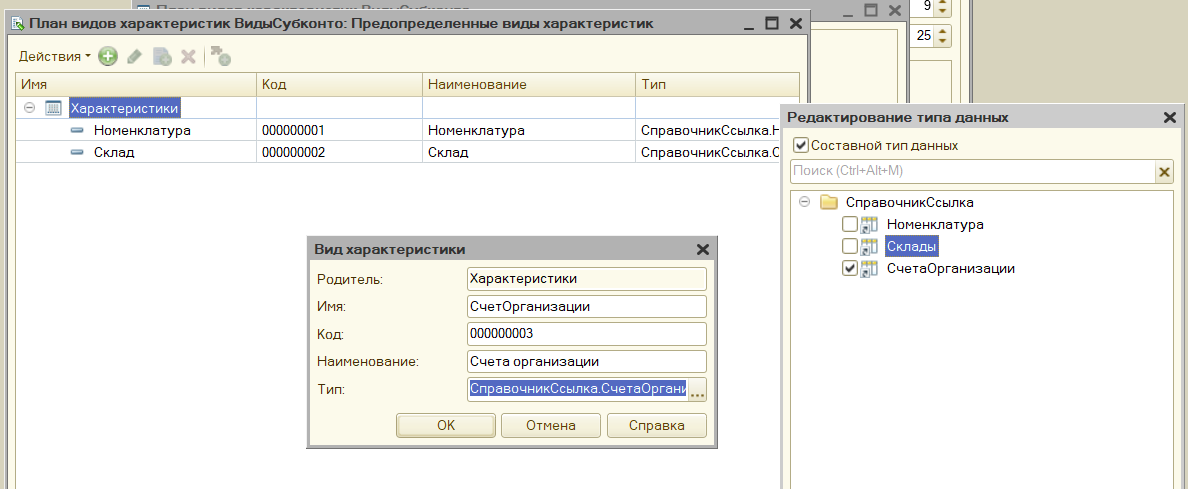 План видов характеристик ВидыСубконто: Предопределенные виды характеристик
9
25
Действия
Имя Код Наименование Тип
Характеристики
Номенклатура 000000001 Номенклатура СправочникСсылка.Н
Склад 000000002 Склад СправочникСсылка.С
Вид характеристики
Родитель: Характеристики
Имя: СчетОрганизации
Код: 000000003
Наименование: Счета организации
Тип: СправочникСсылка.СчетаОргани ...
OK Отмена Справка
Редактирование типа данных
Составной тип данных
Поиск (Ctrl+Alt+M)
СправочникСсылка
Номенклатура
Склады
СчетаОрганизации